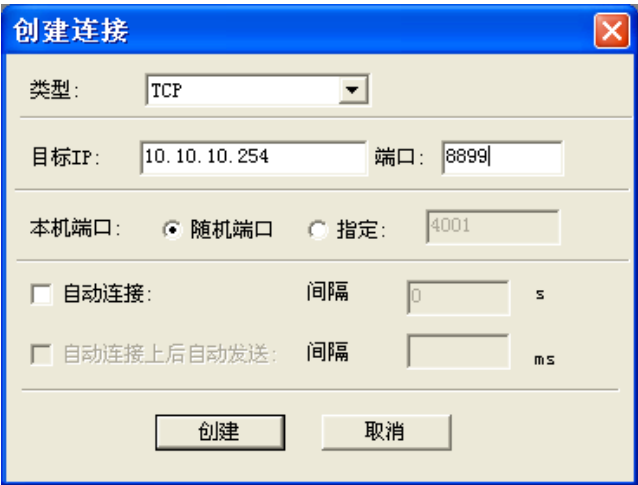 创建连接
类型: TCP
目标IP: 10.10.10.254 端口: 8899
本机端口: 随机端口 指定: 4001
自动连接: 间隔 0 s
自动连接上后自动发送: 间隔 ms
创建 取消